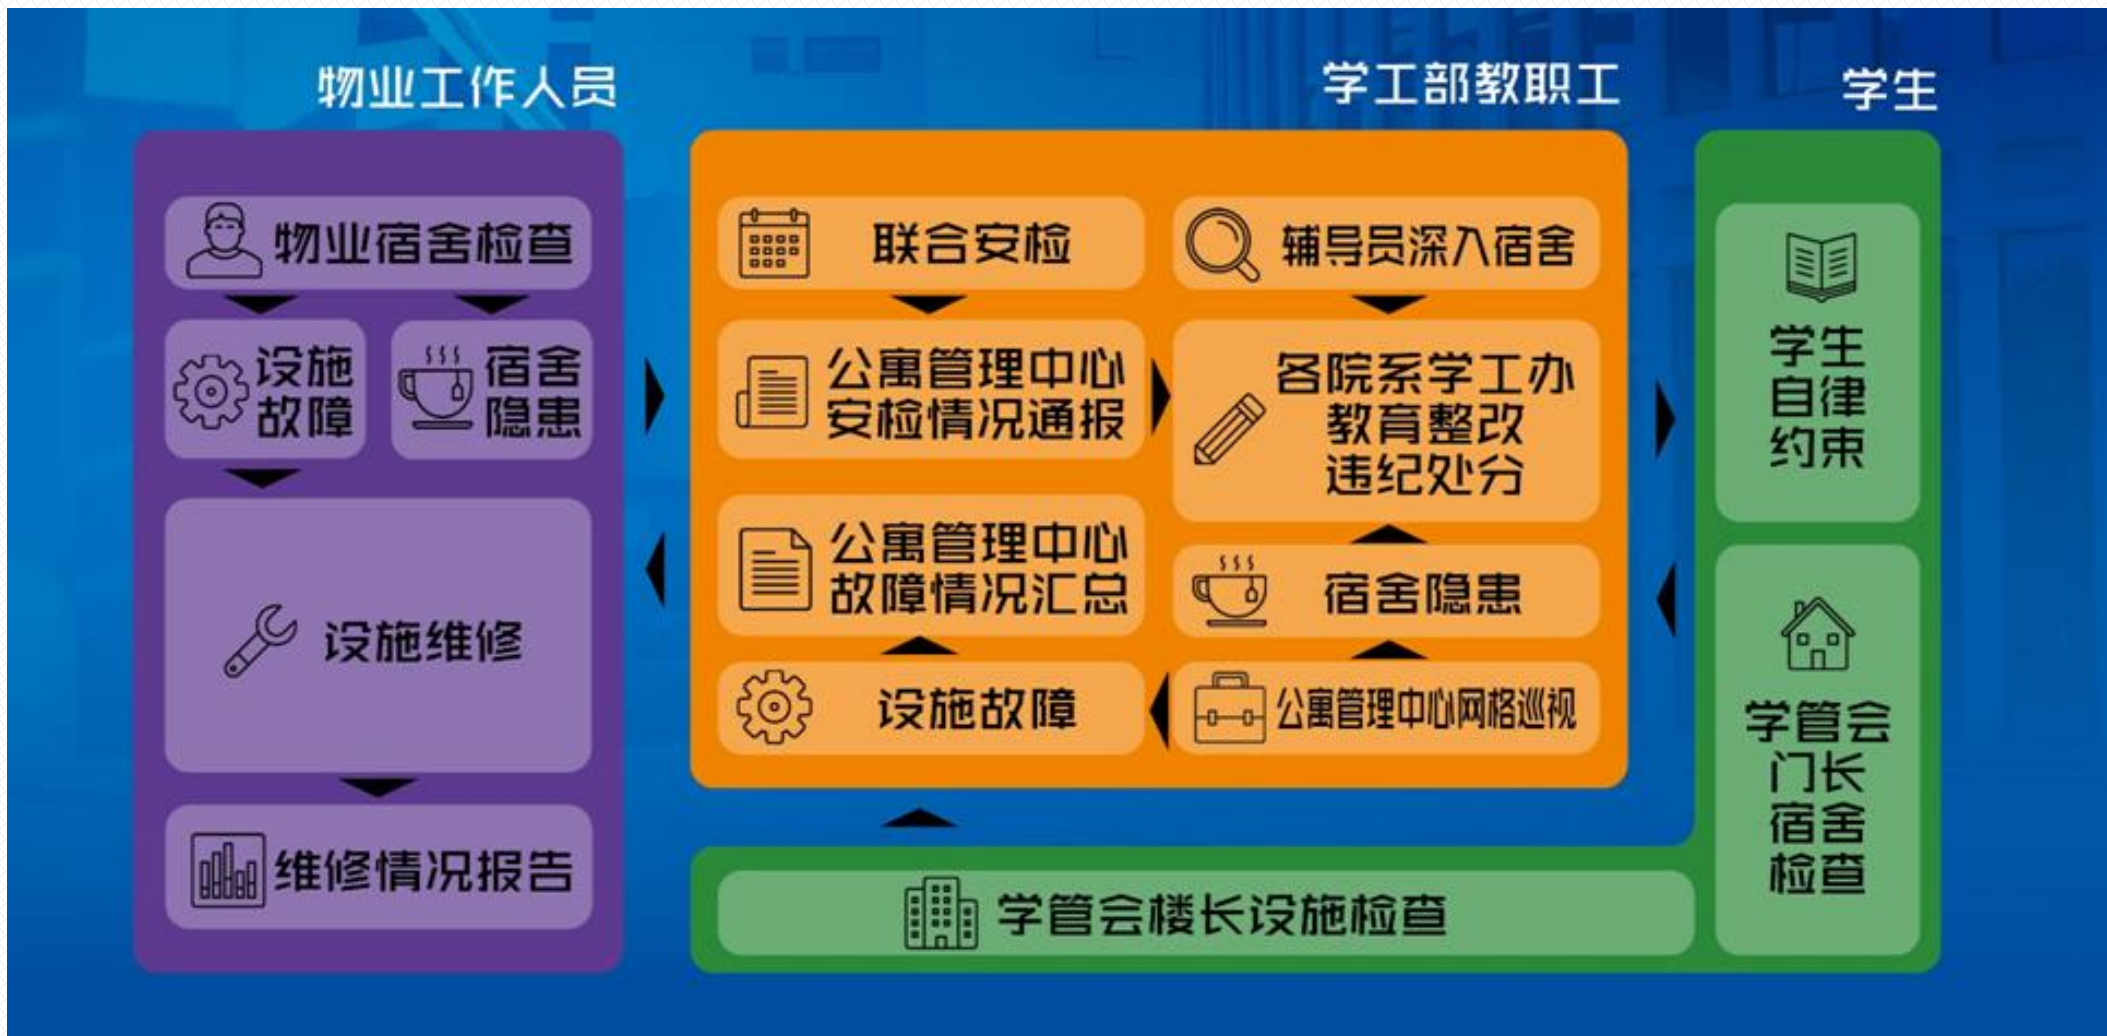 物业工作人员
物业宿舍检查
设施
故障
宿舍
隐患
设施维修
维修情况报告
学工部教职工
联合安检
公寓管理中心
安检情况通报
公寓管理中心
故障情况汇总
设施故障
辅导员深入宿舍
各院系学工办
教育整改
违纪处分
宿舍隐患
公寓管理中心网格巡视
学生
学生
自律
约束
学管会
门长
宿舍
检查
学管会楼长设施检查